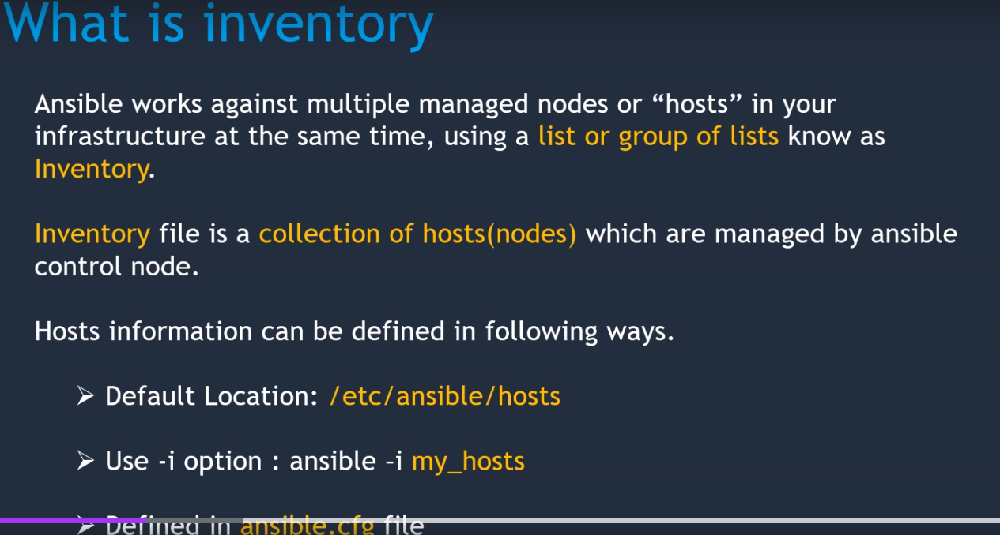 What is inventory
Ansible works against multiple managed nodes or “hosts” in your
infrastructure at the same time, using a list or group of lists know as
Inventory.
Inventory file is a collection of hosts(nodes) which are managed by ansible
control node.
Hosts information can be defined in following ways.
➢ Default Location: /etc/ansible/hosts
➢ Use -i option : ansible –i my_hosts
➢ Defined in ansible.cfg file